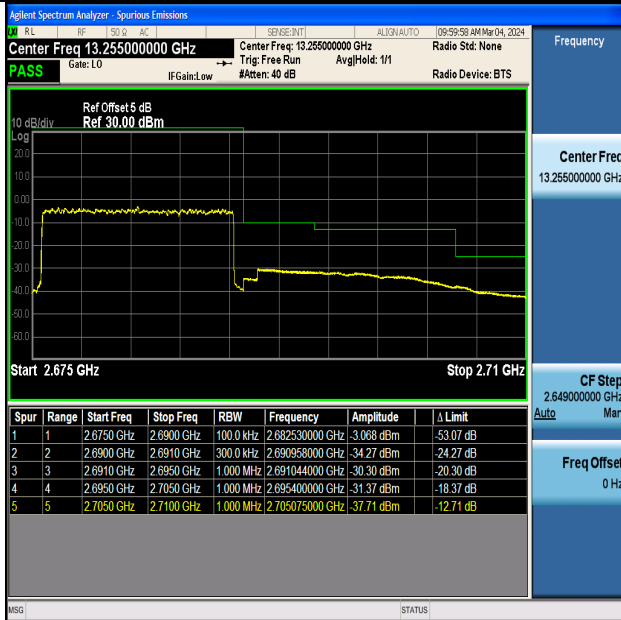 Agilent Spectrum Analyzer - Spurious Emissions
RL RF 50 Ω AC SENSE:INT ALIGN AUTO 09:59:58 AM Mar 04, 2024
Center Freq 13.255000000 GHz
Center Freq: 13.255000000 GHz
Radio Std: None
Trig: Free Run Avg|Hold: 1/1
PASS
Gate: LO
IFGain:Low
#Atten: 40 dB
Radio Device: BTS
Ref Offset 5 dB
10 dB/div Ref 30.00 dBm
Log
20.0
10.0
0.00
-10.0
-20.0
-30.0
-40.0
-50.0
-60.0
Start 2.675 GHz Stop 2.71 GHz
Spur Range Start Freq Stop Freq RBW Frequency Amplitude Δ Limit
1 1 2.6750 GHz 2.6900 GHz 100.0 kHz 2.682530000 GHz -3.068 dBm -53.07 dB
2 2 2.6900 GHz 2.6910 GHz 300.0 kHz 2.690958000 GHz -34.27 dBm -24.27 dB
3 3 2.6910 GHz 2.6950 GHz 1.000 MHz 2.691044000 GHz -30.30 dBm -20.30 dB
4 4 2.6950 GHz 2.7050 GHz 1.000 MHz 2.695400000 GHz -31.37 dBm -18.37 dB
5 5 2.7050 GHz 2.7100 GHz 1.000 MHz 2.705075000 GHz -37.71 dBm -12.71 dB
MSG STATUS
Frequency
Center Freq
13.255000000 GHz
CF Step
2.649000000 GHz
Auto Man
Freq Offset
0 Hz